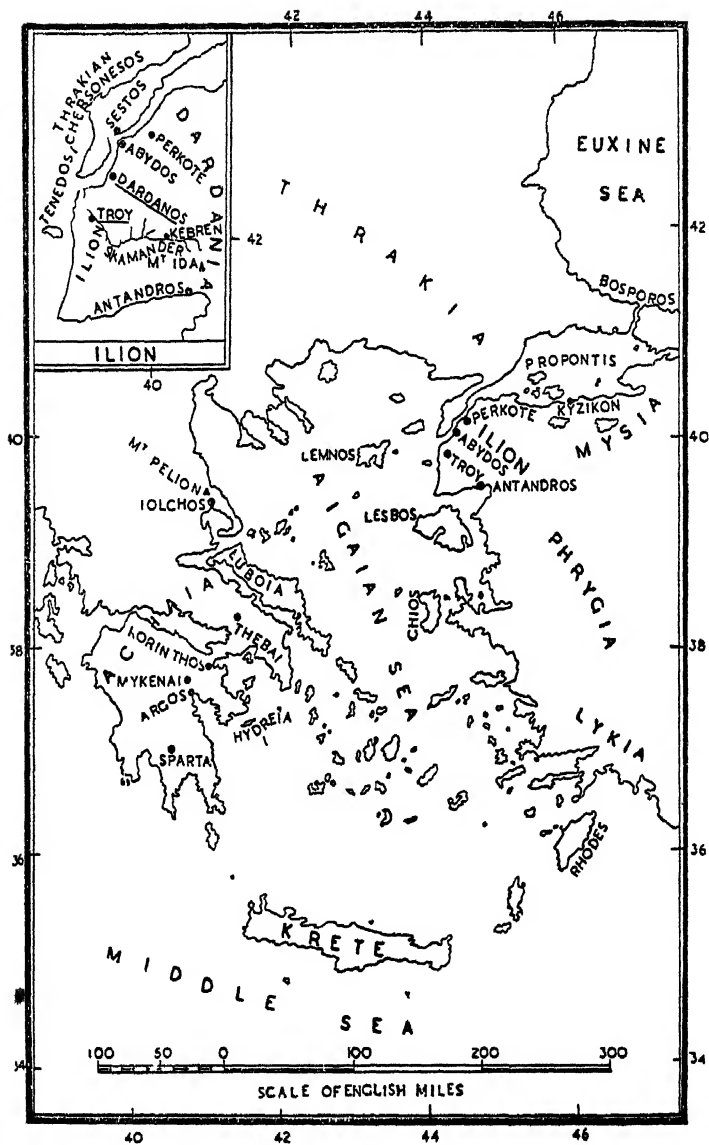 42
44
46
THRAKIAN
CHERSONESOS
SESTOS
TENEDOS
ABYDOS
PERKOTE
DARDANIA
DARDANOS
TROY
KEBREN
SKAMANDER
ILION
MT IDA
ANTANDROS
ILION
42
40
EUXINE
SEA
42
THRAKIA
BOSPOROS
PROPONTIS
PERKOTE
KYZIKON
MYSIA
ILION
ABYDOS
TROY
ANTANDROS
40
40
LEMNOS
MT PELION
IOLCHOS
LESBOS
AIGAIAN SEA
PHRYGIA
EUBOIA
CHIOS
THEBAI
38
38
KORINTHOS
MYKENAI
ARGOS
HYDREIA
SPARTA
LYKIA
RHODES
36
36
KRETE
MIDDLE SEA
34
34
100 50 0 100 200 300
SCALE OF ENGLISH MILES
40 42 44 46